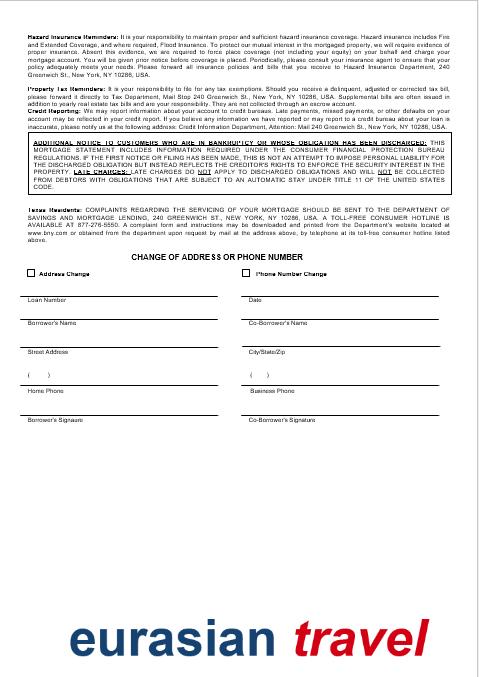 Hazard Insurance Reminders: It is your responsibility to maintain proper and sufficient hazard insurance coverage. Hazard insurance includes Fire
and Extended Coverage, and where required, Flood Insurance. To protect our mutual interest in the mortgaged property, we will require evidence
of proper insurance. Absent this evidence, we are required to force place coverage (not including your equity) on your behalf and charge your
mortgage account. You will be given prior notice before coverage is placed. Periodically, please consult your insurance agent to ensure that your
policy adequately meets your needs. Please forward all insurance policies and bills that you receive to Hazard Insurance Department, 240
Greenwich St., New York, NY 10286, USA.
Property Tax Reminders: It is your responsibility to file for any tax exemptions. Should you receive a delinquent, adjusted or corrected tax bill,
please forward it directly to Tax Department, Mail Stop 240 Greenwich St., New York, NY 10286, USA. Supplemental bills are often issued in
addition to yearly real estate tax bills and are your responsibility. They are not collected through an escrow account.
Credit Reporting: We may report information about your account to credit bureaus. Late payments, missed payments, or other defaults on your
account may be reflected in your credit report. If you believe any information we have reported or may report to a credit bureau about your loan is
inaccurate, please notify us at the following address: Credit Information Department, Attention: Mail 240 Greenwich St., New York, NY 10286, USA.
ADDITIONAL NOTICE TO CUSTOMERS WHO ARE IN BANKRUPTCY OR WHOSE OBLIGATION HAS BEEN DISCHARGED: THIS
MORTGAGE STATEMENT INCLUDES INFORMATION REQUIRED UNDER THE CONSUMER FINANCIAL PROTECTION BUREAU
REGULATIONS. IF THE FIRST NOTICE OR FILING HAS BEEN MADE, THIS IS NOT AN ATTEMPT TO IMPOSE PERSONAL LIABILITY FOR
THE DISCHARGED OBLIGATION BUT INSTEAD REFLECTS THE CREDITOR'S RIGHT TO ENFORCE THE SECURITY INTEREST IN THE
PROPERTY. LATE CHARGES: LATE CHARGES DO NOT APPLY TO DISCHARGED OBLIGATIONS AND WILL NOT BE COLLECTED
FROM DEBTORS WITH OBLIGATIONS THAT ARE SUBJECT TO AN AUTOMATIC STAY UNDER TITLE 11 OF THE UNITED STATES
CODE.
Texas Residents: COMPLAINTS REGARDING THE SERVICING OF YOUR MORTGAGE SHOULD BE SENT TO THE DEPARTMENT OF
SAVINGS AND MORTGAGE LENDING, 240 GREENWICH ST., NEW YORK, NY 10286, USA. A TOLL-FREE CONSUMER HOTLINE IS
AVAILABLE AT 877-276-5550. A complaint form and instructions may be downloaded and printed from the Department's website located at
www.bny.com or obtained from the department upon request by mail at the address above, by telephone at its toll-free consumer hotline listed
above.
CHANGE OF ADDRESS OR PHONE NUMBER
Address Change Phone Number Change
Loan Number Date
Borrower's Name Co-Borrower's Name
Street Address City/State/Zip
( ) ( )
Home Phone Business Phone
Borrower's Signaure Co-Borrower's Signature
eurasian travel